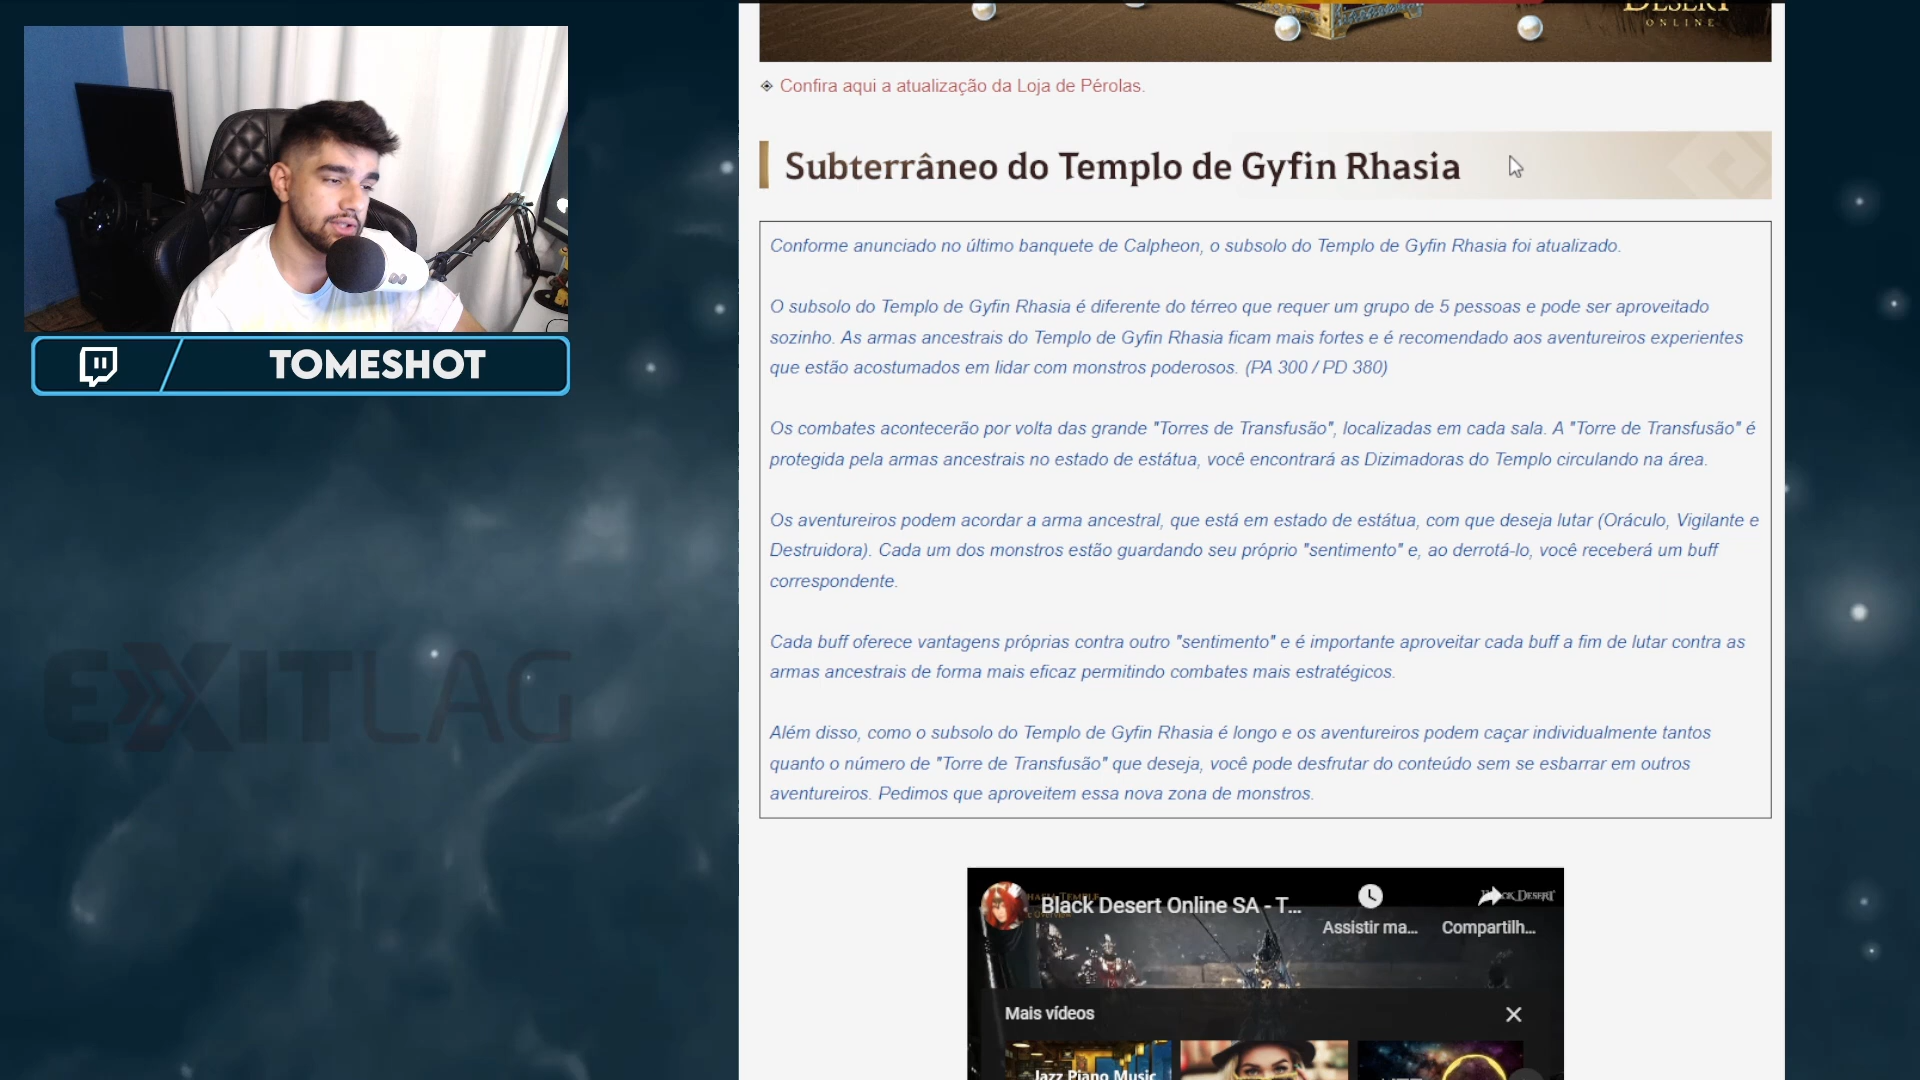 DESERT
ONLINE
Confira aqui a atualização da Loja de Pérolas.
Subterrâneo do Templo de Gyfin Rhasia
Conforme anunciado no último banquete de Calpheon, o subsolo do Templo de Gyfin Rhasia foi atualizado.
O subsolo do Templo de Gyfin Rhasia é diferente do térreo que requer um grupo de 5 pessoas e pode ser aproveitado
sozinho. As armas ancestrais do Templo de Gyfin Rhasia ficam mais fortes e é recomendado aos aventureiros experientes
que estão acostumados em lidar com monstros poderosos. (PA 300 / PD 380)
Os combates acontecerão por volta das grande "Torres de Transfusão", localizadas em cada sala. A "Torre de Transfusão" é
protegida pela armas ancestrais no estado de estátua, você encontrará as Dizimadoras do Templo circulando na área.
Os aventureiros podem acordar a arma ancestral, que está em estado de estátua, com que deseja lutar (Oráculo, Vigilante e
Destruidora). Cada um dos monstros estão guardando seu próprio "sentimento" e, ao derrotá-lo, você receberá um buff
correspondente.
Cada buff oferece vantagens próprias contra outro "sentimento" e é importante aproveitar cada buff a fim de lutar contra as
armas ancestrais de forma mais eficaz permitindo combates mais estratégicos.
Além disso, como o subsolo do Templo de Gyfin Rhasia é longo e os aventureiros podem caçar individualmente tantos
quanto o número de "Torre de Transfusão" que deseja, você pode desfrutar do conteúdo sem se esbarrar em outros
aventureiros. Pedimos que aproveitem essa nova zona de monstros.
Black Desert Online SA - T...
Assistir ma...
Compartilh...
Mais vídeos
Jazz Piano Music
TOMESHOT
EXITLAG